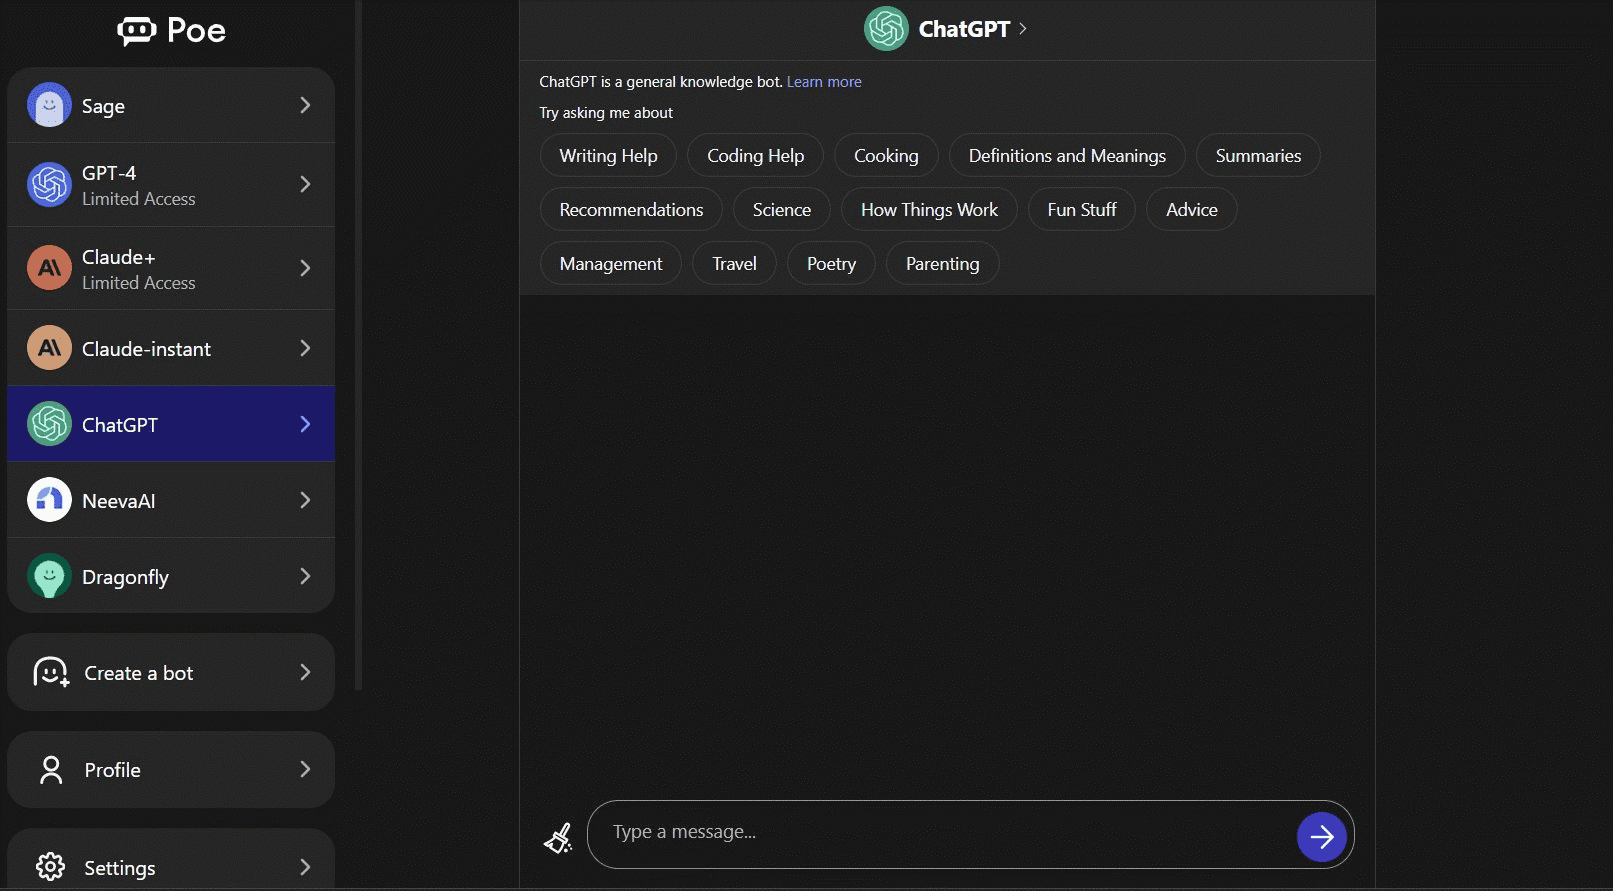 Poe
Sage
GPT-4
Limited Access
Claude+
Limited Access
Claude-instant
ChatGPT
NeevaAI
Dragonfly
Create a bot
Profile
Settings
ChatGPT
ChatGPT is a general knowledge bot. Learn more
Try asking me about
Writing Help Coding Help Cooking Definitions and Meanings Summaries
Recommendations Science How Things Work Fun Stuff Advice
Management Travel Poetry Parenting
Type a message...